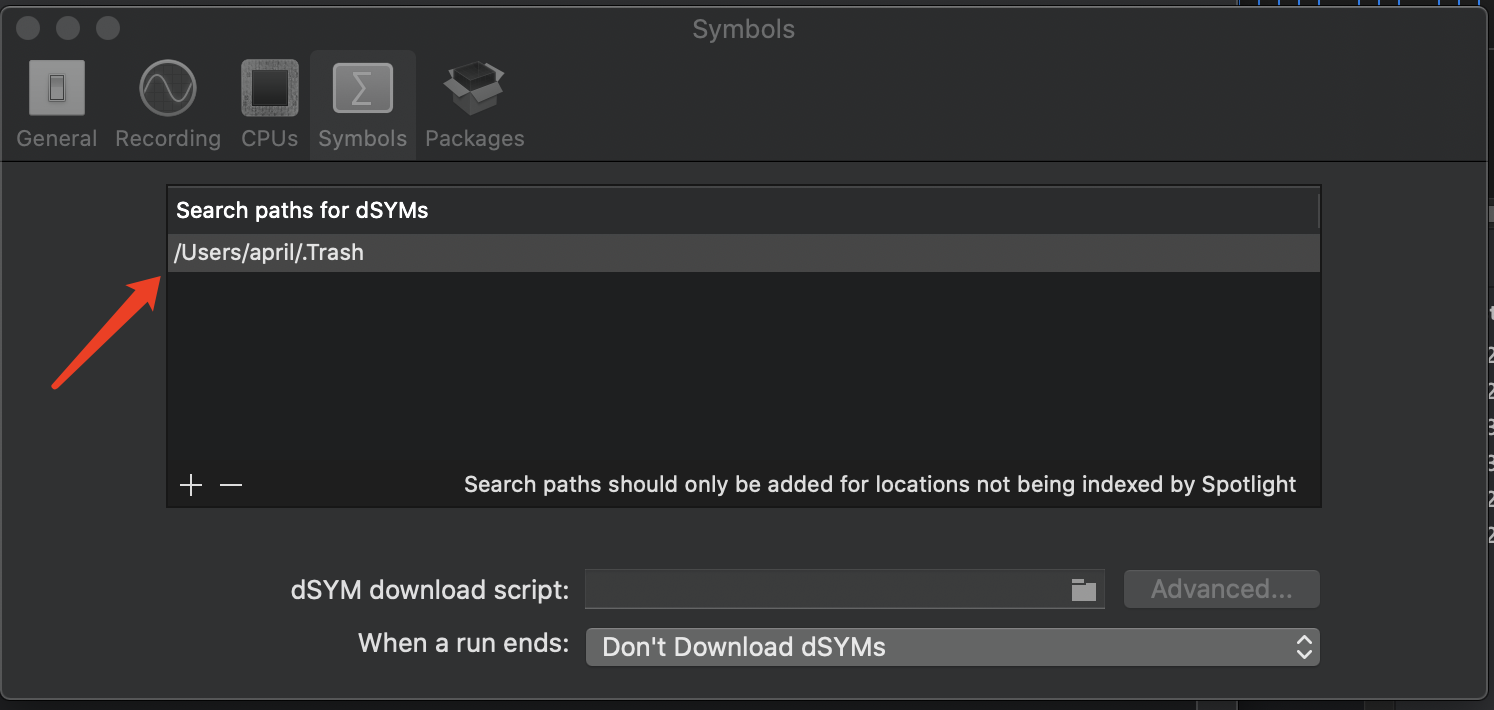 Symbols
General Recording CPUs Symbols Packages
Search paths for dSYMs
/Users/april/.Trash
Search paths should only be added for locations not being indexed by Spotlight
dSYM download script: Advanced...
When a run ends: Don't Download dSYMs